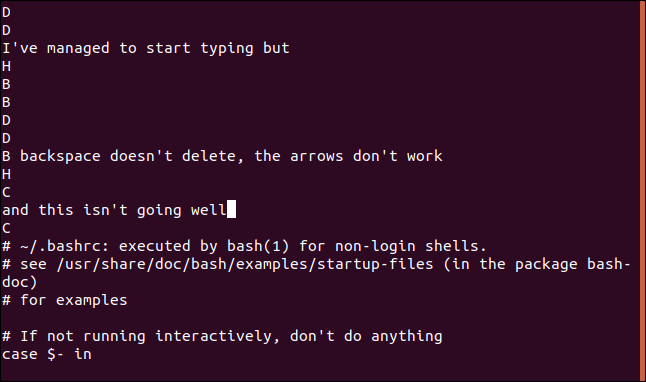 D
D
I've managed to start typing but
H
B
B
D
D
B backspace doesn't delete, the arrows don't work
H
C
and this isn't going well
C
# ~/.bashrc: executed by bash(1) for non-login shells.
# see /usr/share/doc/bash/examples/startup-files (in the package bash-
doc)
# for examples

# If not running interactively, don't do anything
case $- in